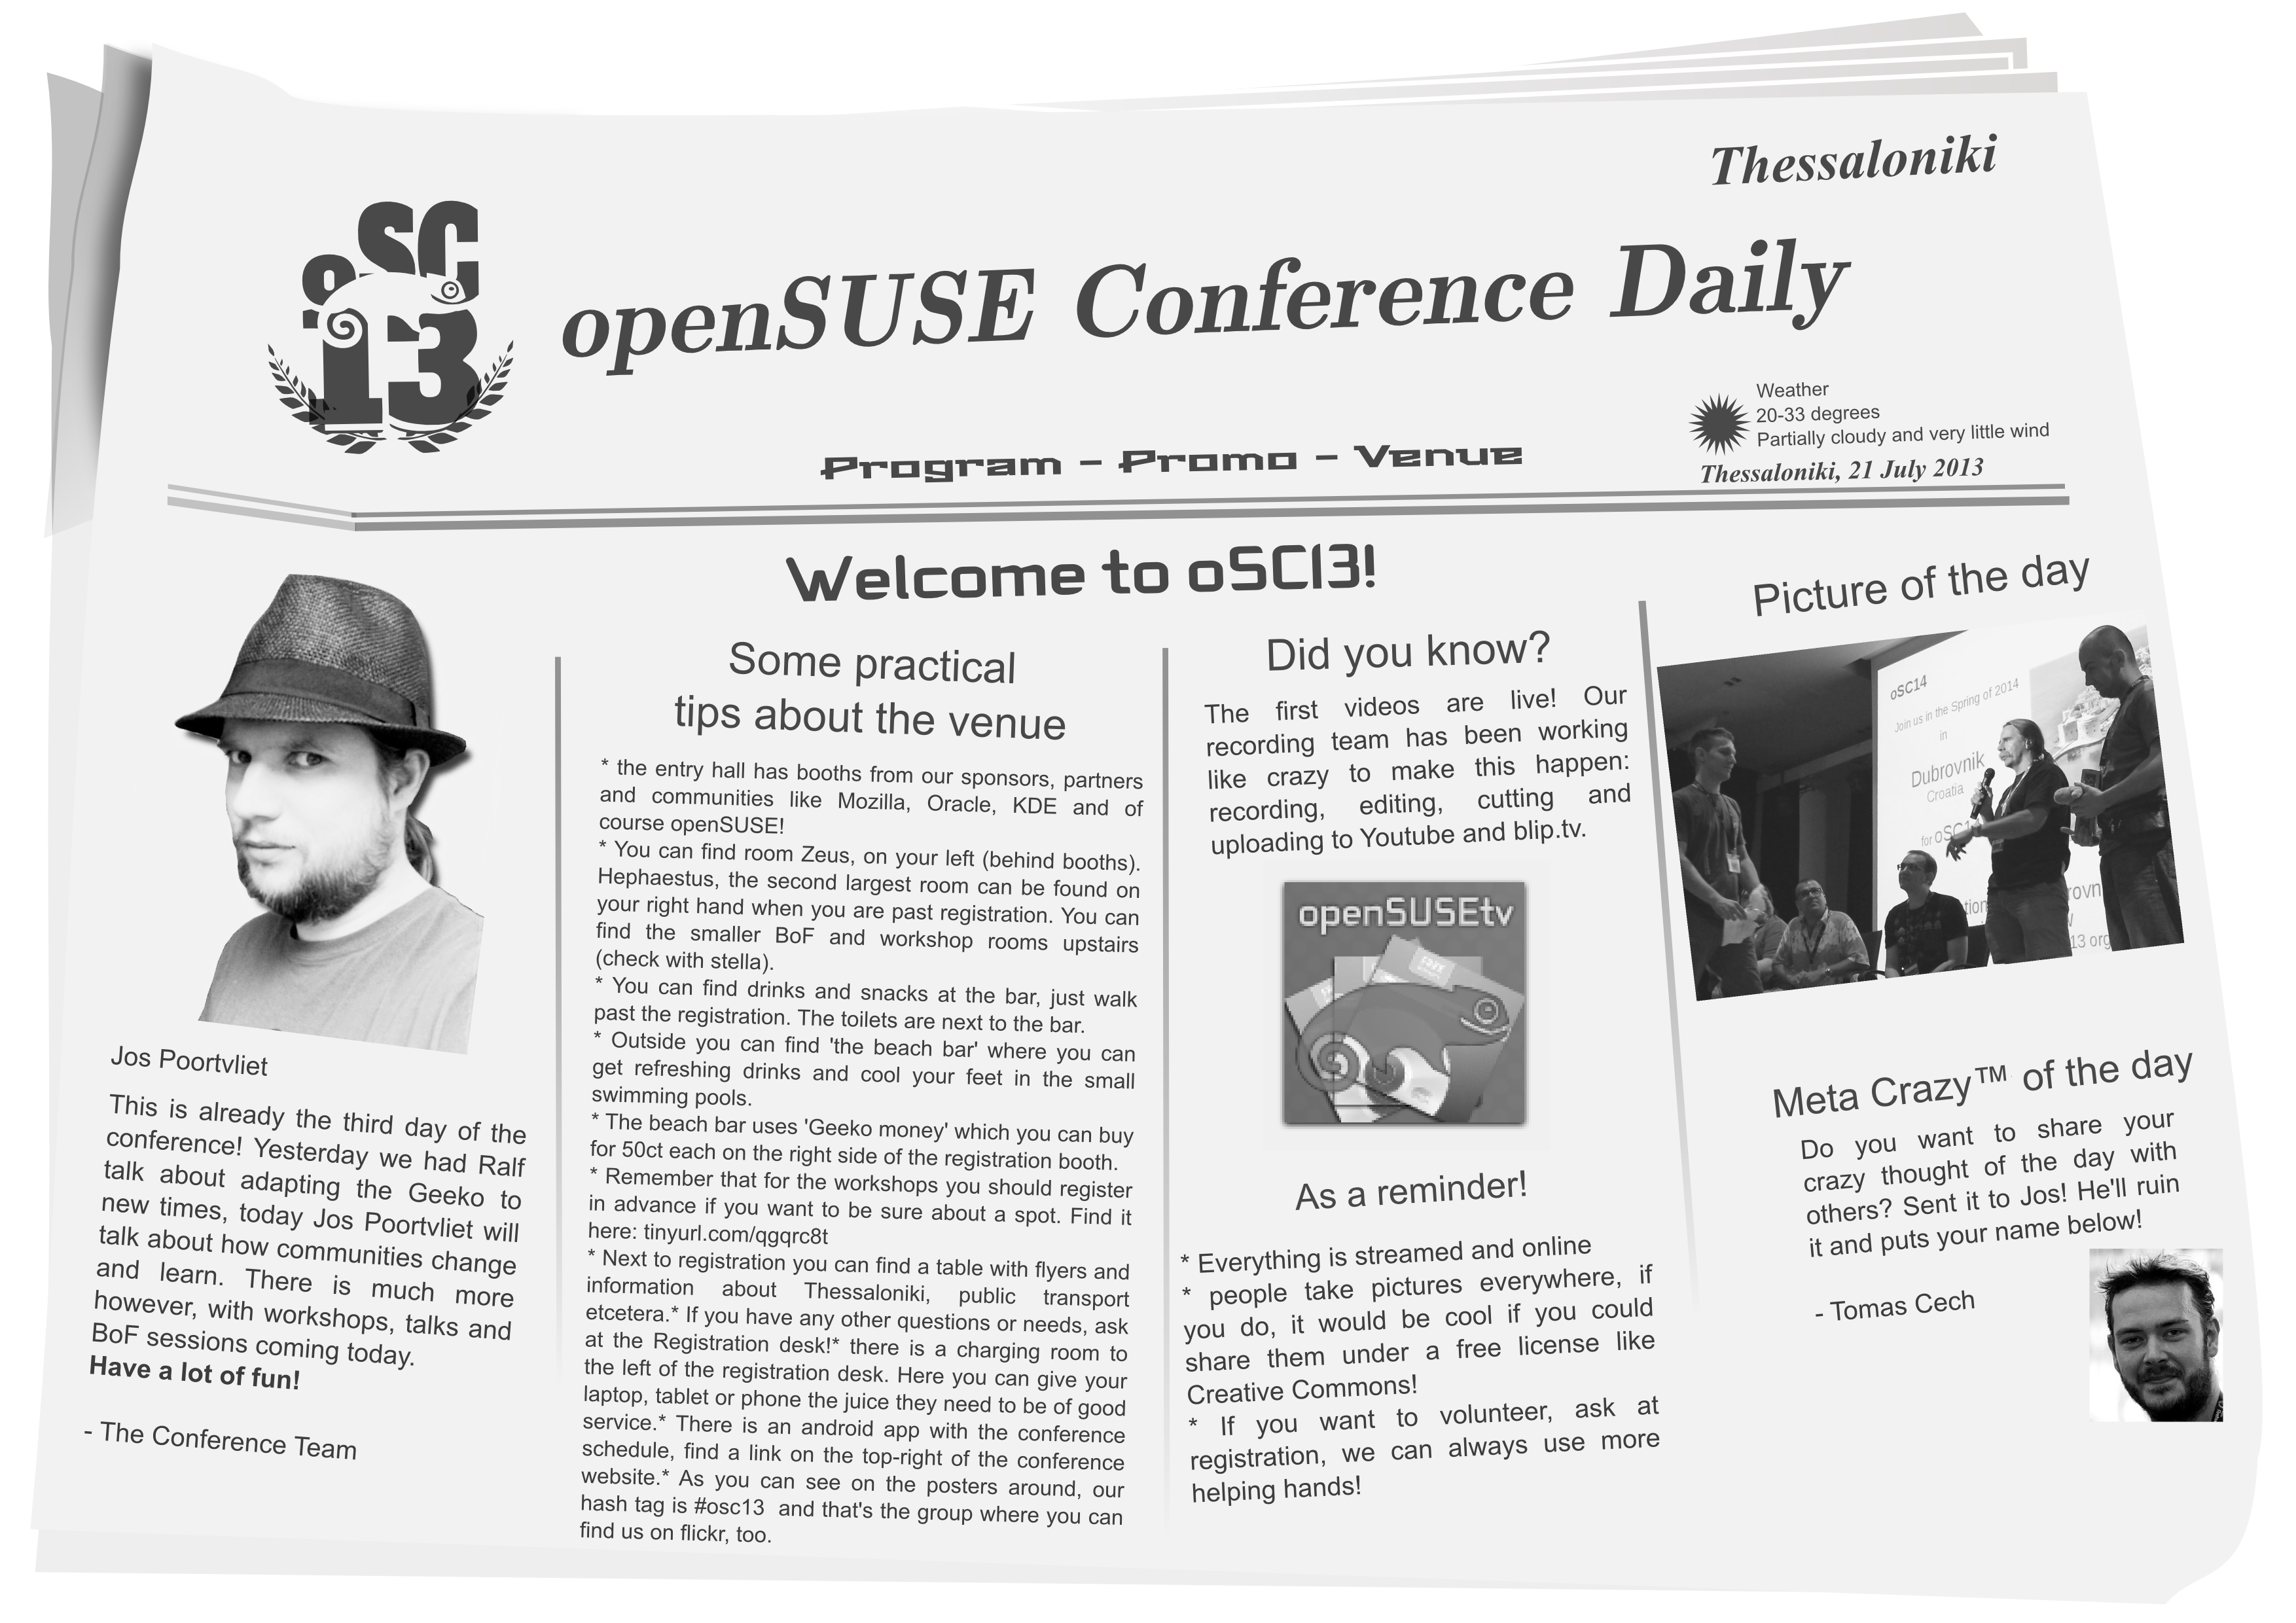 Thessaloniki
oSC
13
openSUSE Conference Daily
Weather
20-33 degrees
Partially cloudy and very little wind
Program - Promo - Venue
Thessaloniki, 21 July 2013
Welcome to oSC13!
Jos Poortvliet
This is already the third day of the
conference! Yesterday we had Ralf
talk about adapting the Geeko to
new times, today Jos Poortvliet will
talk about how communities change
and learn. There is much more
however, with workshops, talks and
BoF sessions coming today.
Have a lot of fun!
- The Conference Team
Some practical
tips about the venue
* the entry hall has booths from our sponsors, partners
and communities like Mozilla, Oracle, KDE and of
course openSUSE!
* You can find room Zeus, on your left (behind booths).
Hephaestus, the second largest room can be found on
your right hand when you are past registration. You can
find the smaller BoF and workshop rooms upstairs
(check with stella).
* You can find drinks and snacks at the bar, just walk
past the registration. The toilets are next to the bar.
* Outside you can find 'the beach bar' where you can
get refreshing drinks and cool your feet in the small
swimming pools.
* The beach bar uses 'Geeko money' which you can buy
for 50ct each on the right side of the registration booth.
* Remember that for the workshops you should register
in advance if you want to be sure about a spot. Find it
here: tinyurl.com/qgqrc8t
* Next to registration you can find a table with flyers and
information about Thessaloniki, public transport
etcetera.* If you have any other questions or needs, ask
at the Registration desk!* there is a charging room to
the left of the registration desk. Here you can give your
laptop, tablet or phone the juice they need to be of good
service.* There is an android app with the conference
schedule, find a link on the top-right of the conference
website.* As you can see on the posters around, our
hash tag is #osc13 and that's the group where you can
find us on flickr, too.
Did you know?
The first videos are live! Our
recording team has been working
like crazy to make this happen:
recording, editing, cutting and
uploading to Youtube and blip.tv.
openSUSEtv
As a reminder!
* Everything is streamed and online
* people take pictures everywhere, if
you do, it would be cool if you could
share them under a free license like
Creative Commons!
* If you want to volunteer, ask at
registration, we can always use more
helping hands!
Picture of the day
oSC14
Join us in the Spring of 2014
in
Dubrovnik
Croatia
for oSC1
tion
rovn
13 org
Meta Crazy™ of the day
Do you want to share your
crazy thought of the day with
others? Sent it to Jos! He'll ruin
it and puts your name below!
- Tomas Cech